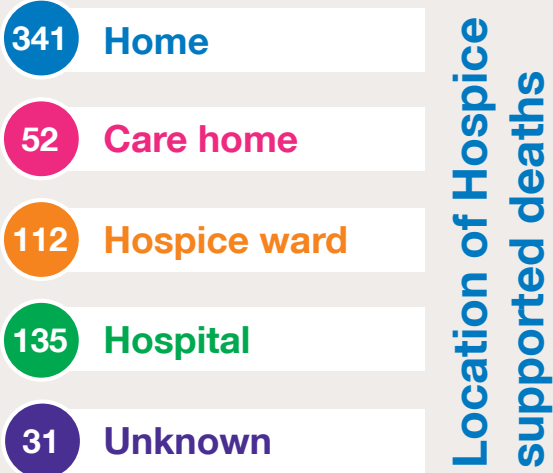 341 Home
52 Care home
112 Hospice ward
135 Hospital
31 Unknown
Location of Hospice
supported deaths